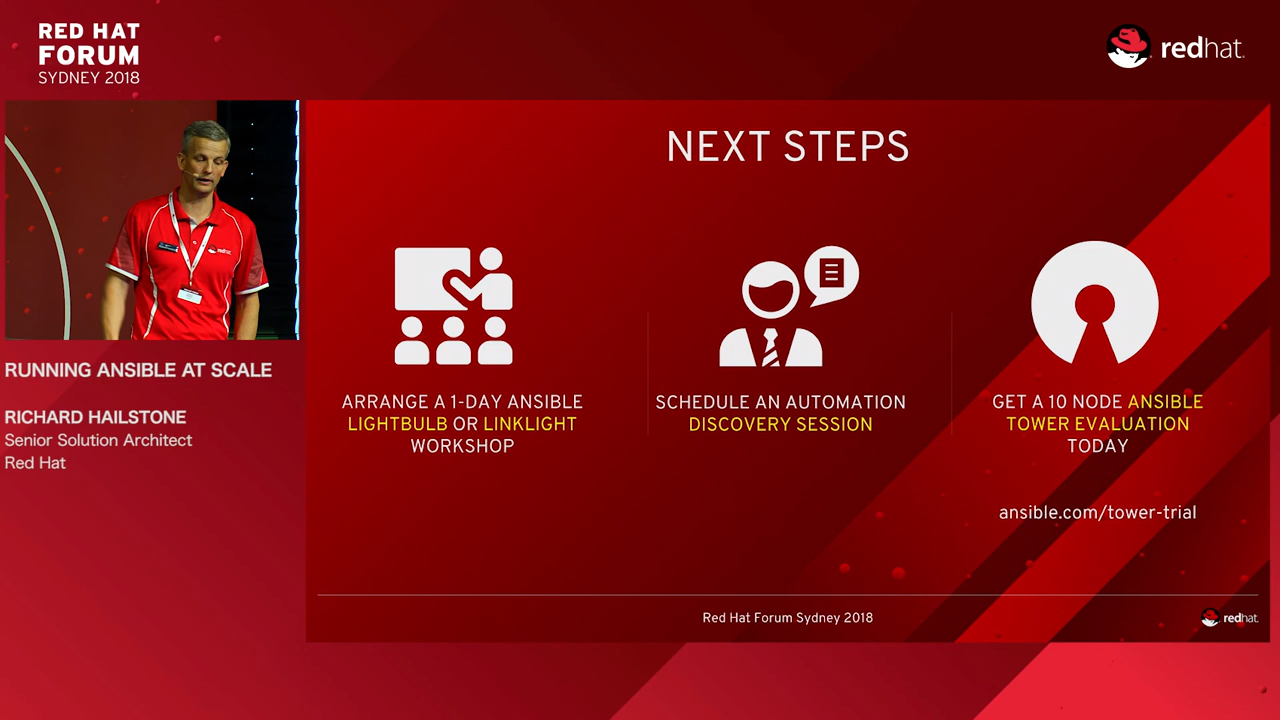 RED HAT
FORUM
SYDNEY 2018
redhat.
RUNNING ANSIBLE AT SCALE
RICHARD HAILSTONE
Senior Solution Architect
Red Hat
NEXT STEPS
ARRANGE A 1-DAY ANSIBLE
LIGHTBULB OR LINKLIGHT
WORKSHOP
SCHEDULE AN AUTOMATION
DISCOVERY SESSION
GET A 10 NODE ANSIBLE
TOWER EVALUATION
TODAY
ansible.com/tower-trial
Red Hat Forum Sydney 2018
redhat.
redhat.